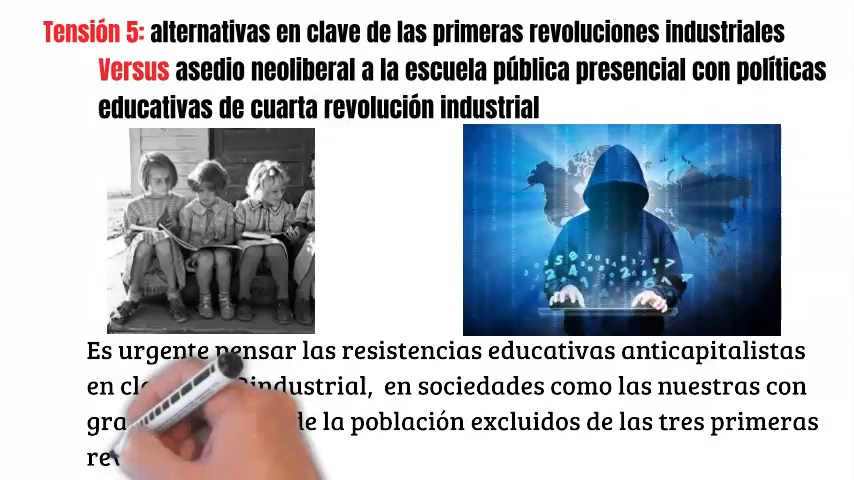 Tensión 5: alternativas en clave de las primeras revoluciones industriales
Versus asedio neoliberal a la escuela pública presencial con políticas
educativas de cuarta revolución industrial
Es urgente pensar las resistencias educativas anticapitalistas
en industrial, en sociedades como las nuestras con
de la población excluidos de las tres primeras